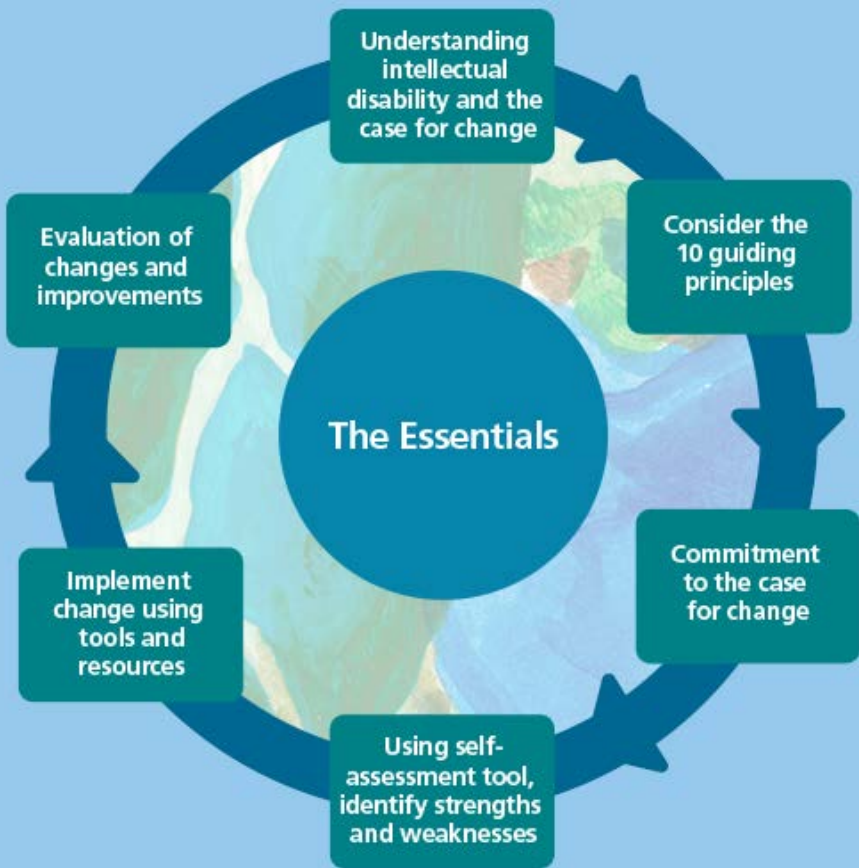 Understanding
intellectual
disability and the
case for change
Consider the
10 guiding
principles
Commitment
to the case
for change
Using self-
assessment tool,
identify strengths
and weaknesses
Implement
change using
tools and
resources
Evaluation of
changes and
improvements
The Essentials